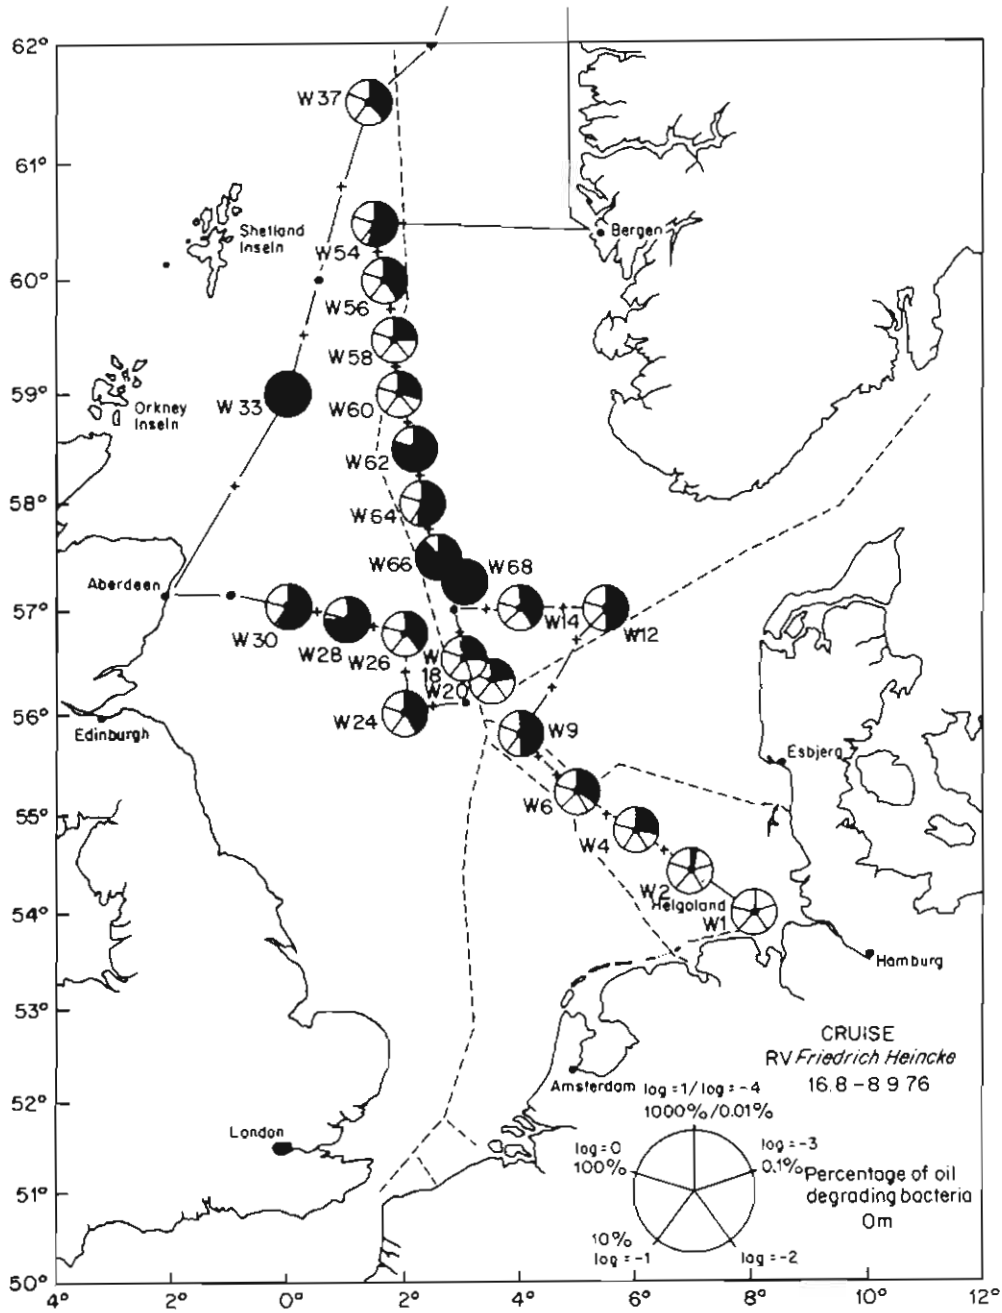 62°
W37
61°
Shetland
Inseln
Bergen
W54
60°
W56
W58
59°
W33
W60
Orkney
Inseln
W62
58°
W64
W66
W68
Aberdeen
57°
W30
W28
W26
W
18
W14
W12
W20
56°
W24
W9
Edinburgh
Esbjerg
W6
55°
W4
W2
Helgoland
54°
W1
Hamburg
53°
CRUISE
RV Friedrich Heincke
16.8-8 9 76
Amsterdam
52°
log=1/log=-4
1000%/0.01%
London
log=0
100%
log=-3
0.1%
Percentage of oil
degrading bacteria
0m
51°
10%
log=-1
log=-2
50°
4° 2° 0° 2° 4° 6° 8° 10° 12°